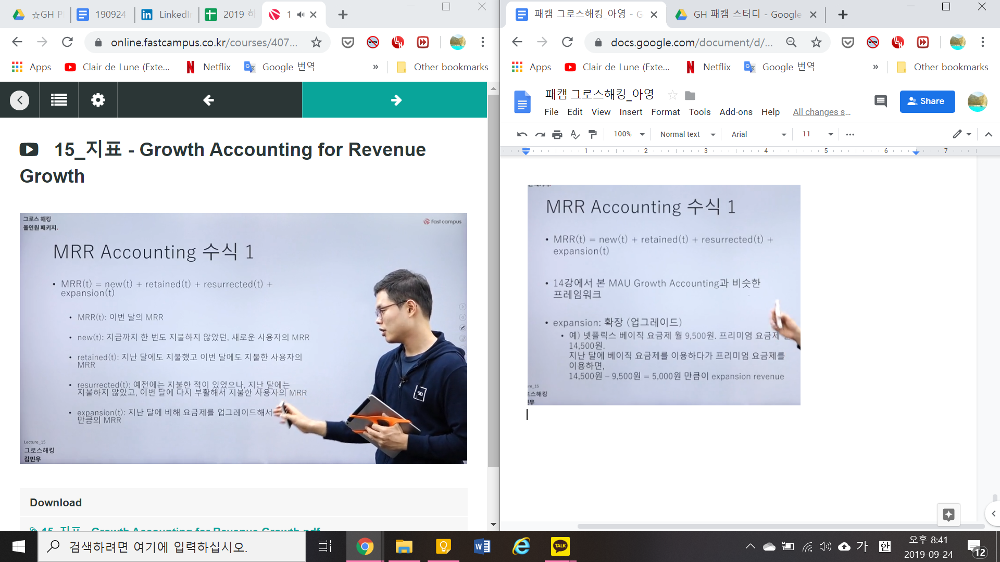 ☆GH P
190924
LinkedIn
2019 하
1
online.fastcampus.co.kr/courses/407...
Apps
Clair de Lune (Exte...
Netflix
Google 번역
»
Other bookmarks
15_지표 - Growth Accounting for Revenue
Growth
그로스 해킹
올인원 패키지.
Fast campus
MRR Accounting 수식 1
• MRR(t) = new(t) + retained(t) + resurrected(t) +
expansion(t)
• MRR(t): 이번 달의 MRR
• new(t): 지금까지 한 번도 지불하지 않았던, 새로운 사용자의 MRR
• retained(t): 지난 달에도 지불했고 이번 달에도 지불한 사용자의
MRR
• resurrected(t): 예전에는 지불한 적이 있었으나, 지난 달에는
지불하지 않았고, 이번 달에 다시 부활해서 지불한 사용자의 MRR
• expansion(t): 지난 달에 비해 요금제를 업그레이드해서
만큼의 MRR
Lecture_15
그로스해킹
김민우
Download
15_지표 - Growth Accounting for Revenue Growth.pdf
패캠 그로스해킹_아영 - G
GH 패캠 스터디 - Google
docs.google.com/document/d/...
Apps
Clair de Lune (Exte...
Netflix
Google 번역
»
Other bookmarks
패캠 그로스해킹_아영
Share
File Edit View Insert Format Tools Add-ons Help All changes s...
100% Normal text Arial 11
1 2 3 4 5 6 7
MRR Accounting 수식 1
• MRR(t) = new(t) + retained(t) + resurrected(t) +
expansion(t)
• 14강에서 본 MAU Growth Accounting과 비슷한
프레임워크
• expansion: 확장 (업그레이드)
• 예) 넷플릭스 베이직 요금제 월 9,500원. 프리미엄 요금제
14,500원.
지난 달에 베이직 요금제를 이용하다가 프리미엄 요금제를
이용하면,
14,500원 – 9,500원 = 5,000원 만큼이 expansion revenue
re_15
스해킹
우
검색하려면 여기에 입력하십시오.
TALK
가
한
오후 8:41
2019-09-24
12